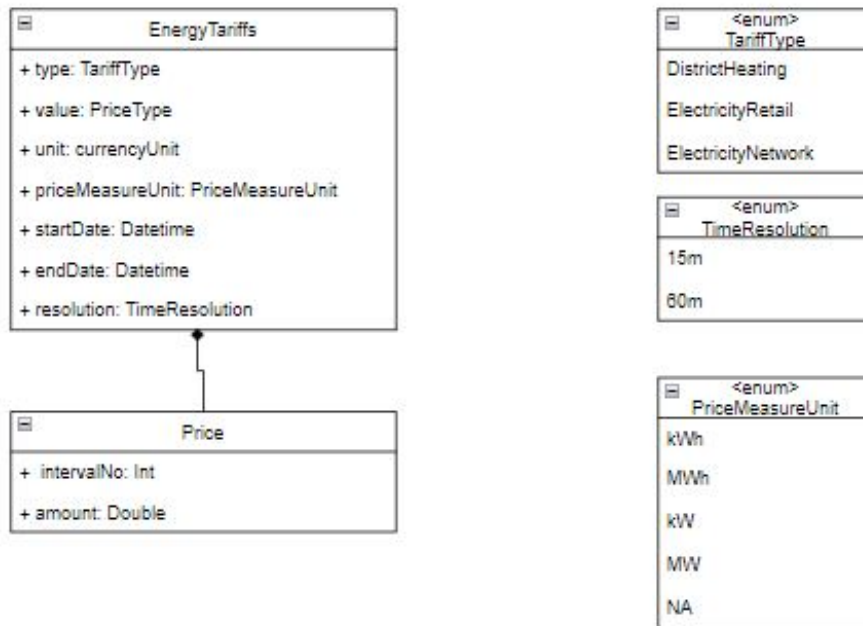 EnergyTariffs
+ type: TariffType
+ value: PriceType
+ unit: currencyUnit
+ priceMeasureUnit: PriceMeasureUnit
+ startDate: Datetime
+ endDate: Datetime
+ resolution: TimeResolution
Price
+ intervalNo: Int
+ amount: Double
<enum>
TariffType
DistrictHeating
ElectricityRetail
ElectricityNetwork
<enum>
TimeResolution
15m
60m
<enum>
PriceMeasureUnit
kWh
MWh
kW
MW
NA